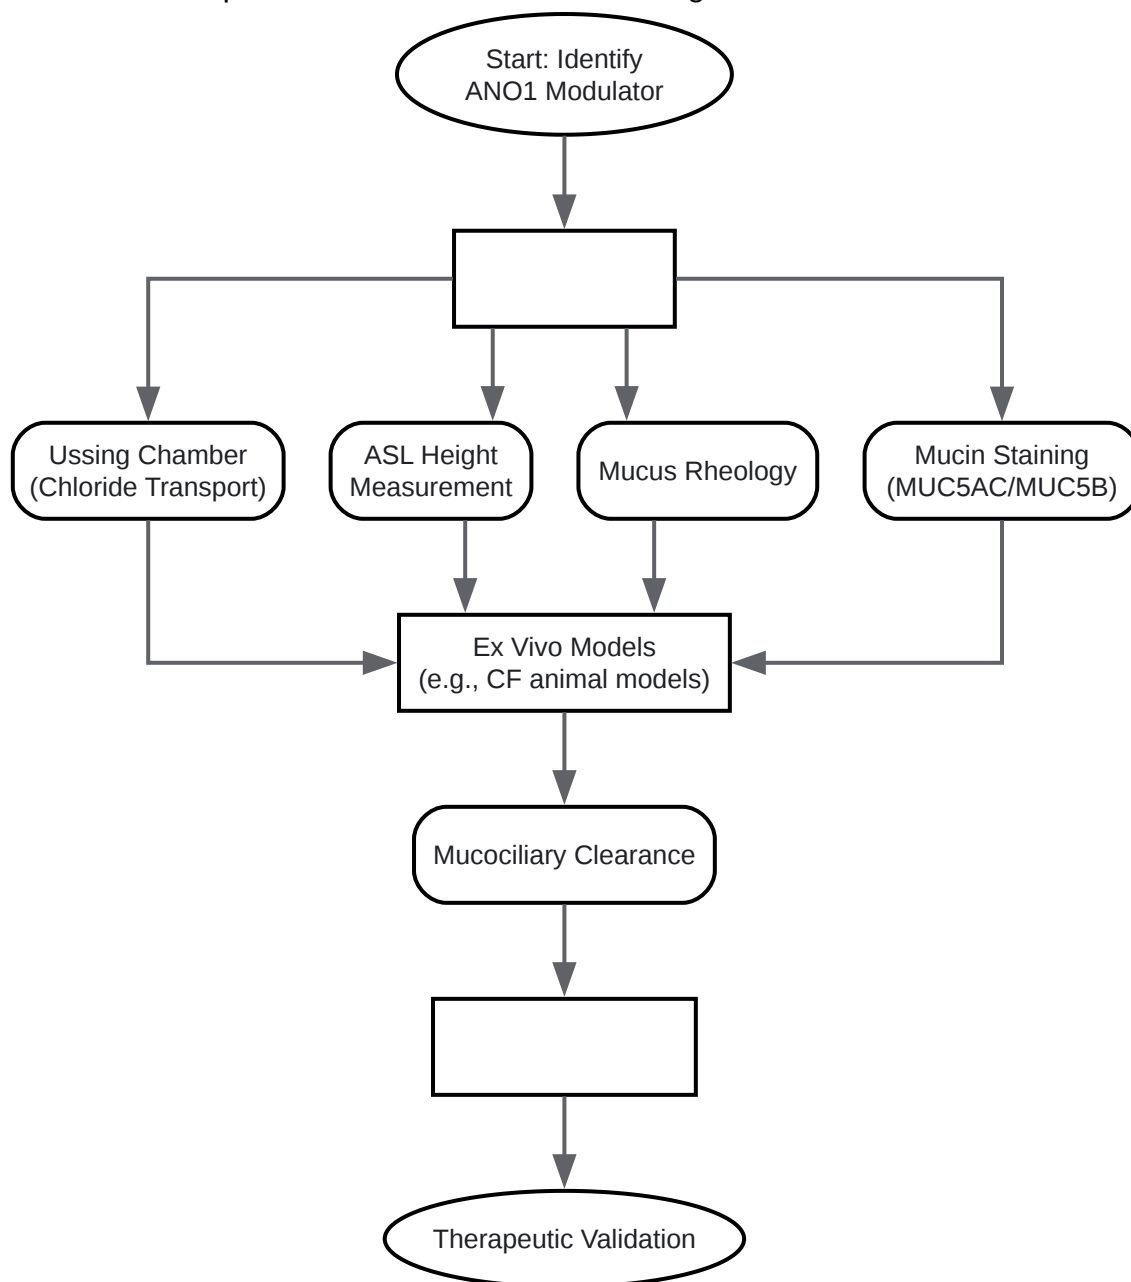 Start: Identify
ANO1 Modulator
Ussing Chamber
(Chloride Transport)
ASL Height
Measurement
Mucus Rheology
Mucin Staining
(MUC5AC/MUC5B)
Ex Vivo Models
(e.g., CF animal models)
Mucociliary Clearance
Therapeutic Validation